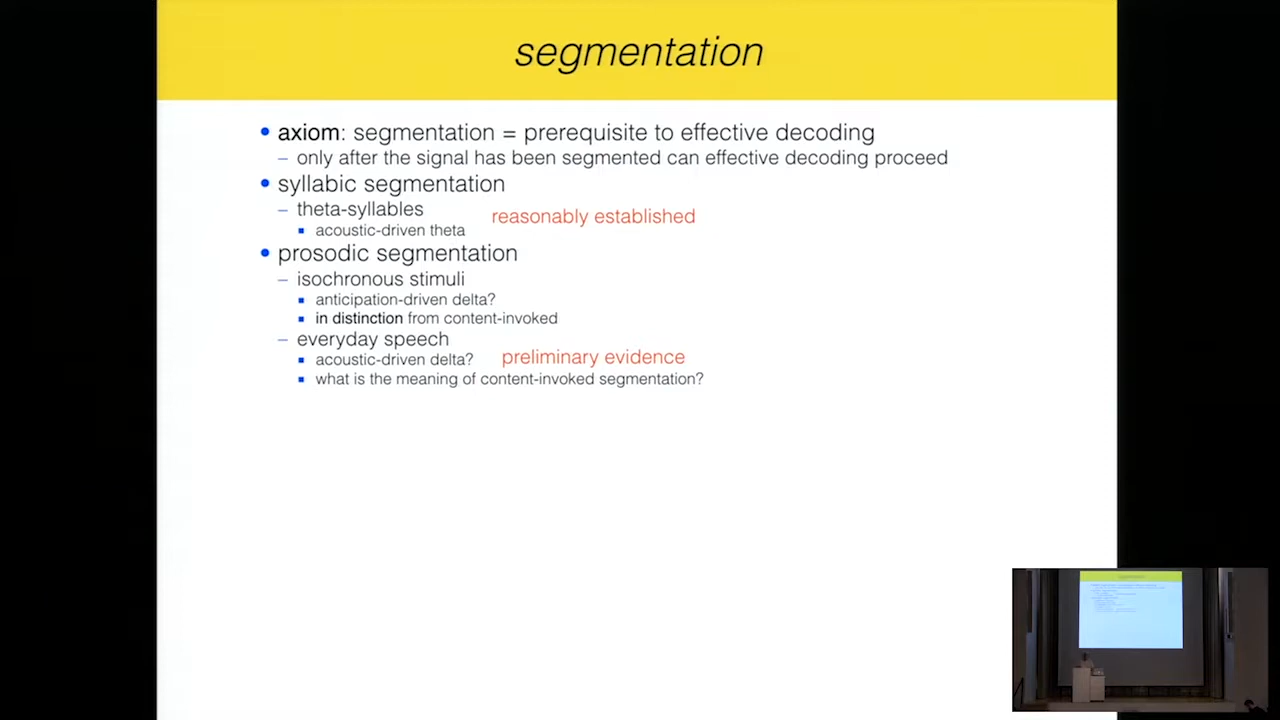 segmentation
• axiom: segmentation = prerequisite to effective decoding
– only after the signal has been segmented can effective decoding proceed
• syllabic segmentation
– theta-syllables
reasonably established
▪ acoustic-driven theta
• prosodic segmentation
– isochronous stimuli
▪ anticipation-driven delta?
▪ in distinction from content-invoked
– everyday speech
▪ acoustic-driven delta?
preliminary evidence
▪ what is the meaning of content-invoked segmentation?